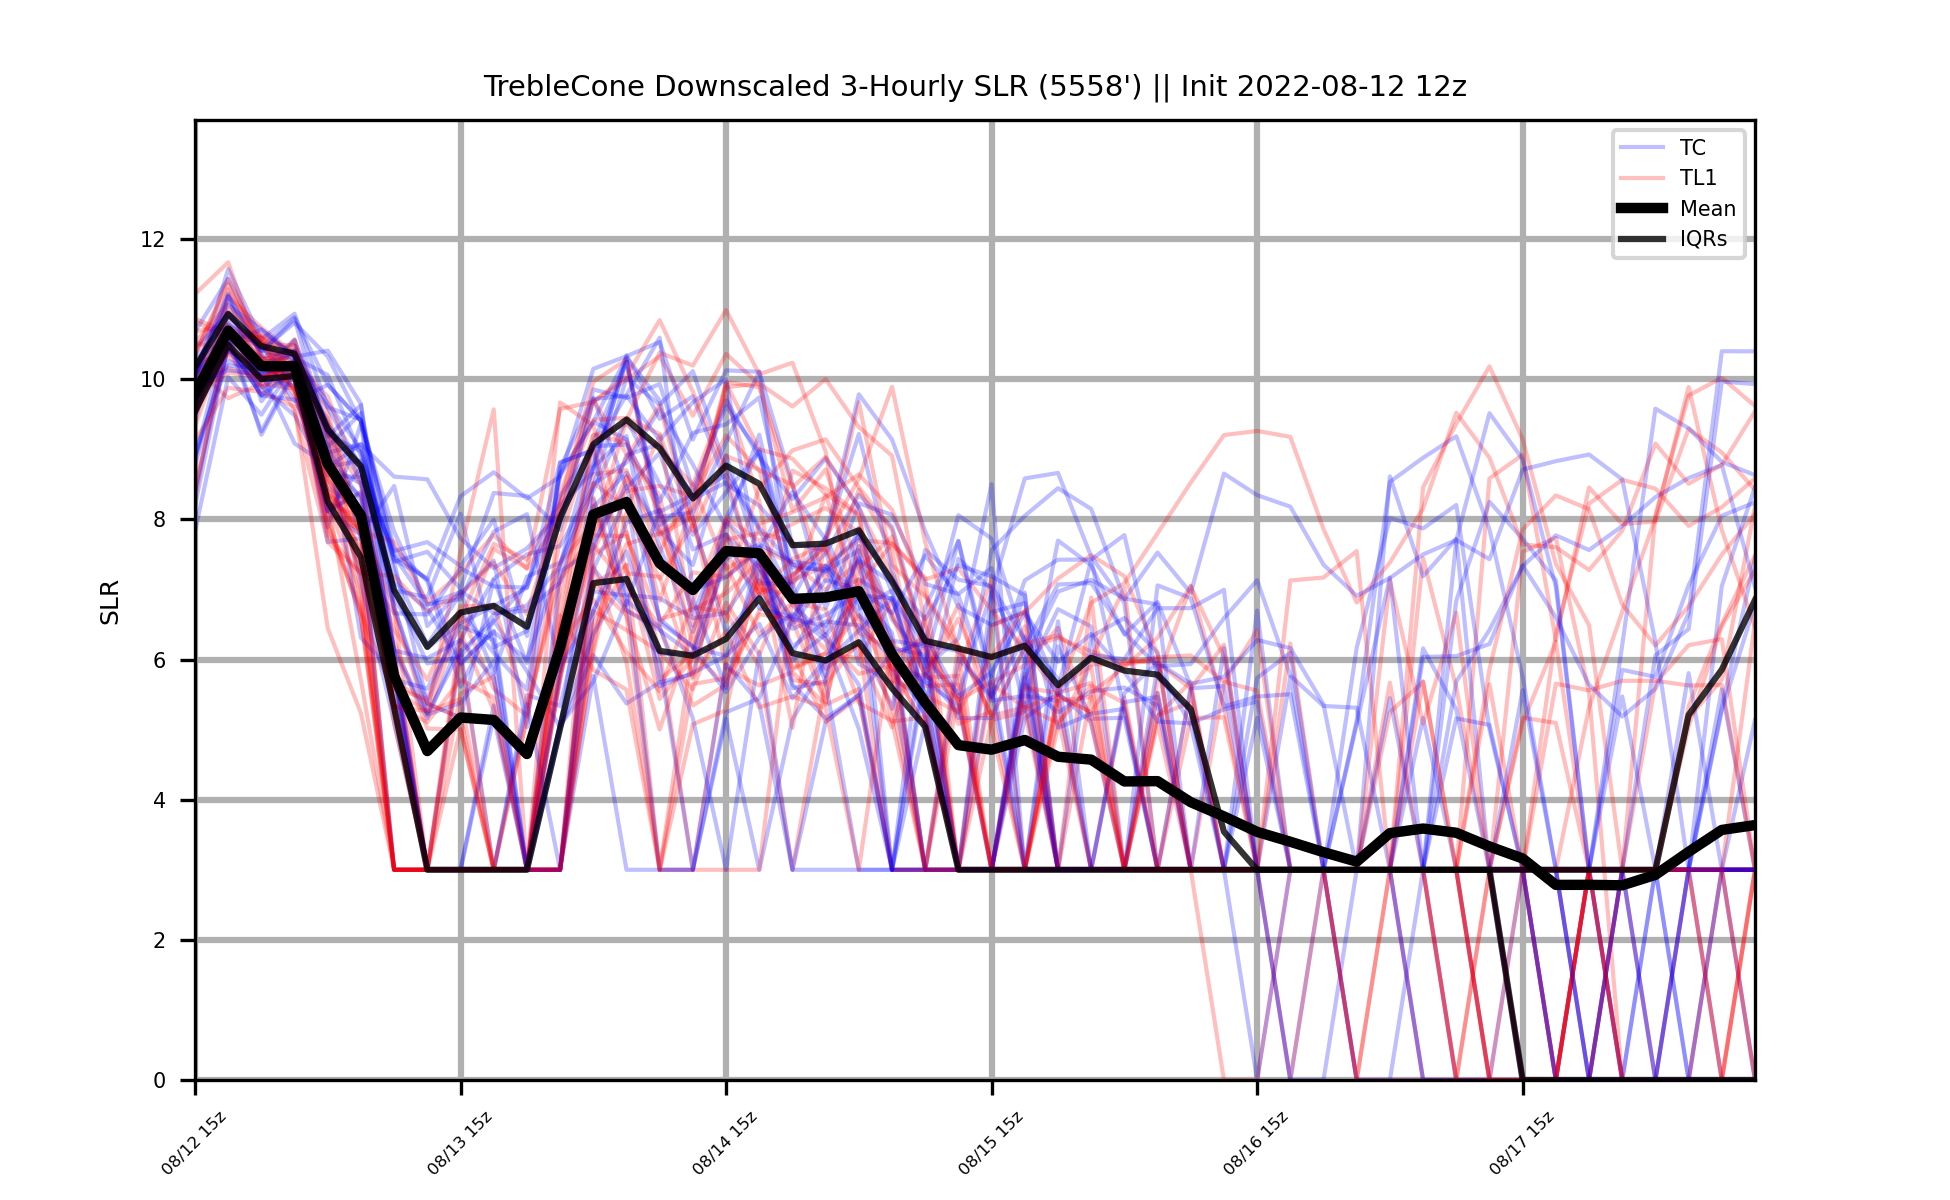 TrebleCone Downscaled 3-Hourly SLR (5558') || Init 2022-08-12 12z
TC
TL1
Mean
IQRs
SLR
12
10
8
6
4
2
0
08/12 15z
08/13 15z
08/14 15z
08/15 15z
08/16 15z
08/17 15z